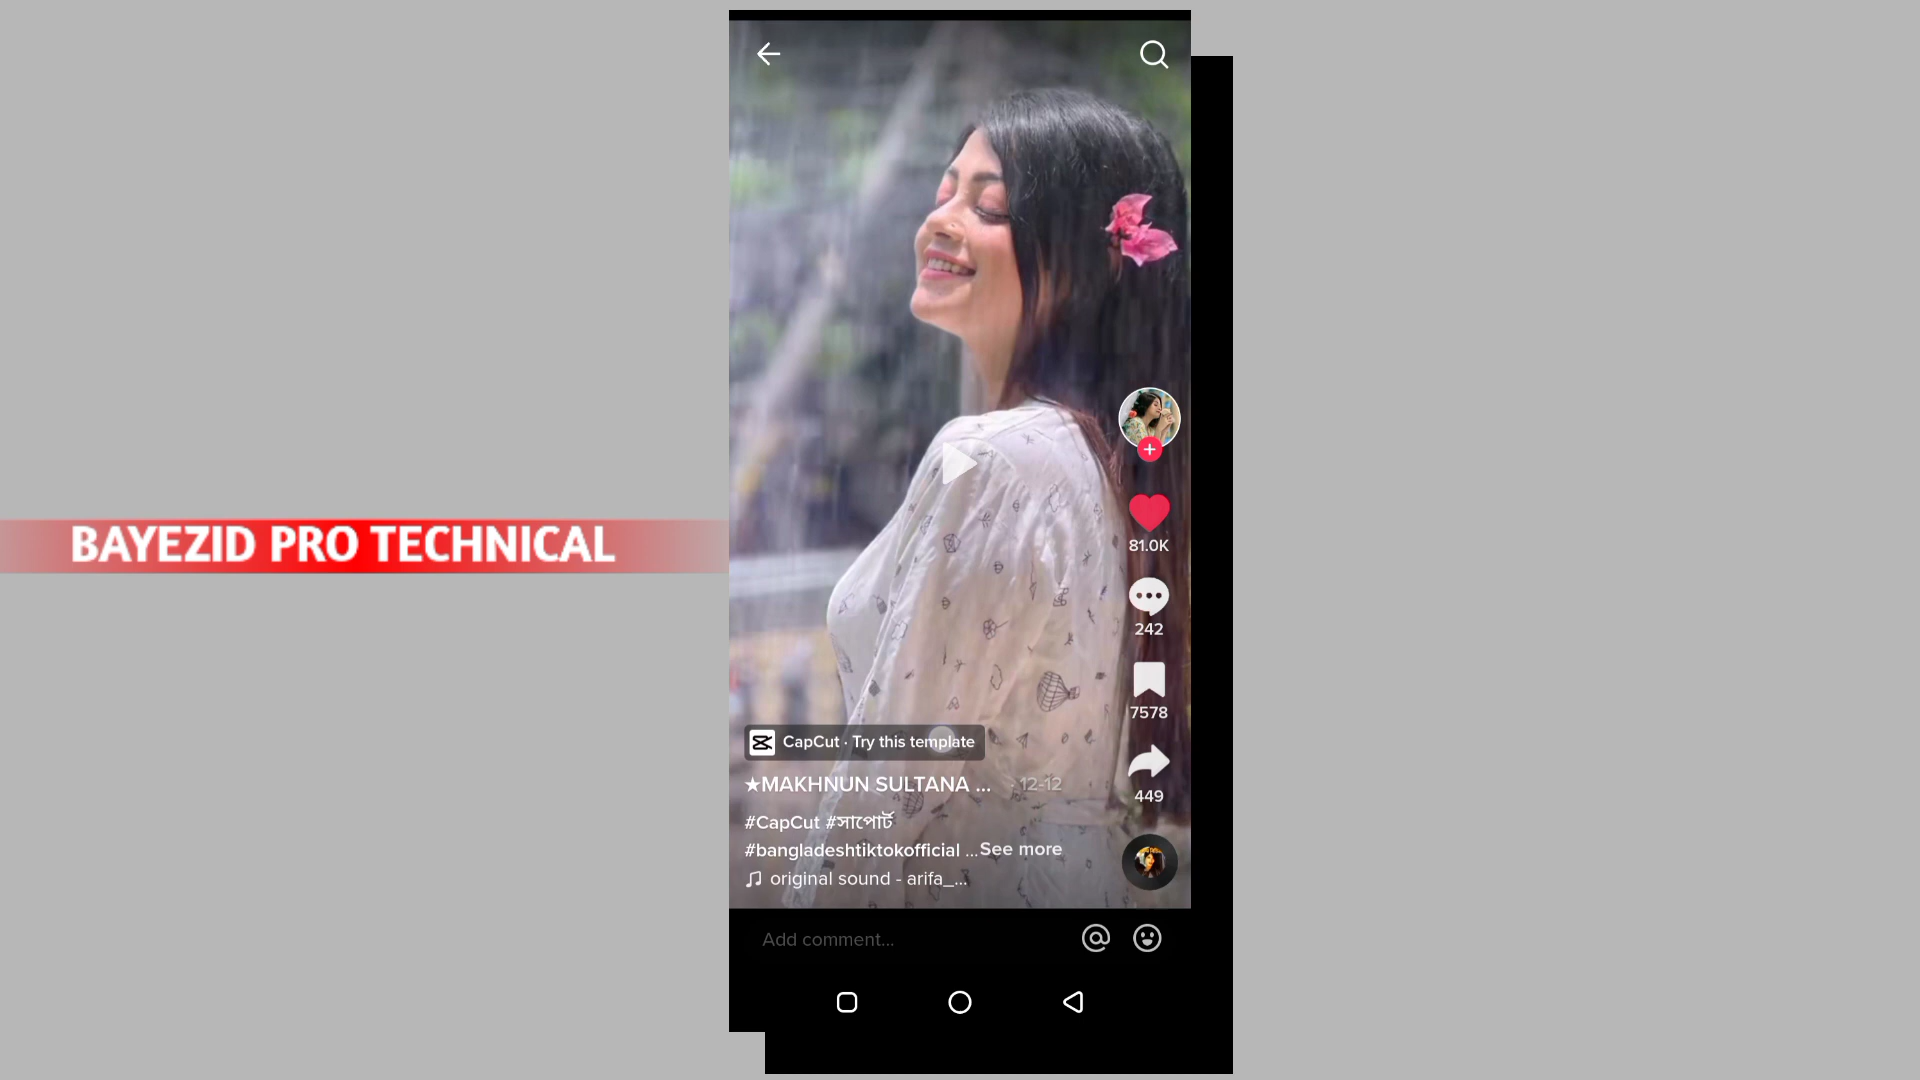 BAYEZID PRO TECHNICAL
81.0K
242
7578
CapCut · Try this template
★MAKHNUN SULTANA ... · 12-12
449
#CapCut #সাপোর্ট
#bangladeshtiktokofficial ...See more
original sound - arifa_...
Add comment...